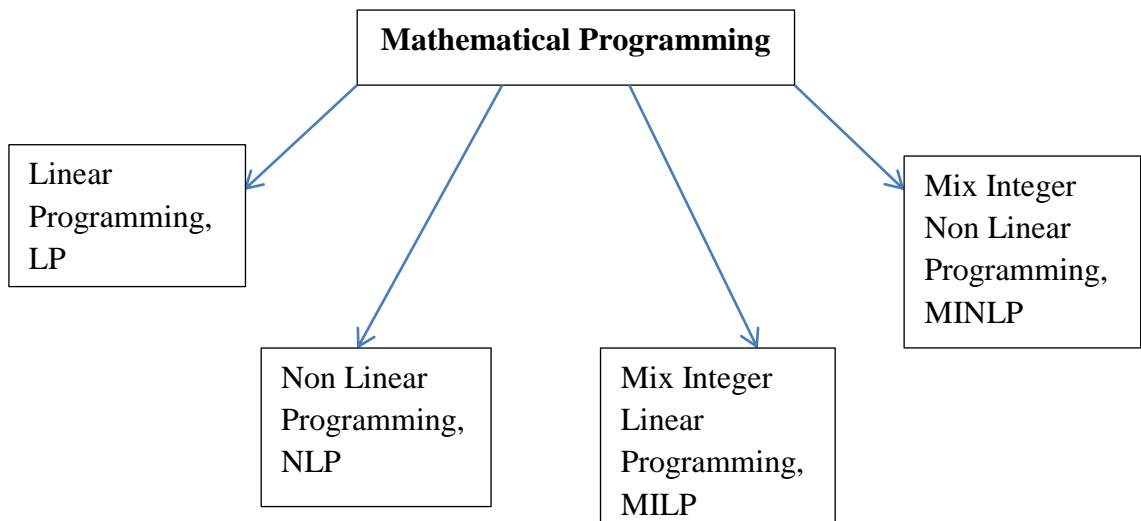 Mathematical Programming
Linear
Programming,
LP
Mix Integer
Non Linear
Programming,
MINLP
Non Linear
Programming,
NLP
Mix Integer
Linear
Programming,
MILP